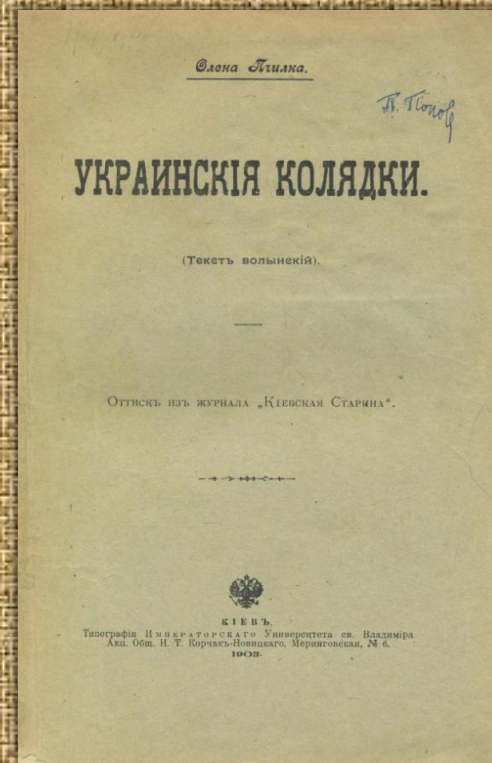 Олена Пчилка.
П. Попов
УКРАИНСКІЯ КОЛЯДКИ.
(Текстъ волынскій).
Оттискъ изъ журнала „Кіевская Старина“.
КІЕВЪ.
Типографія Императорскаго Университета св. Владиміра
Акц. Общ. Н. Т. Корчакъ-Новицкаго, Меринговская, № 6.
1903.